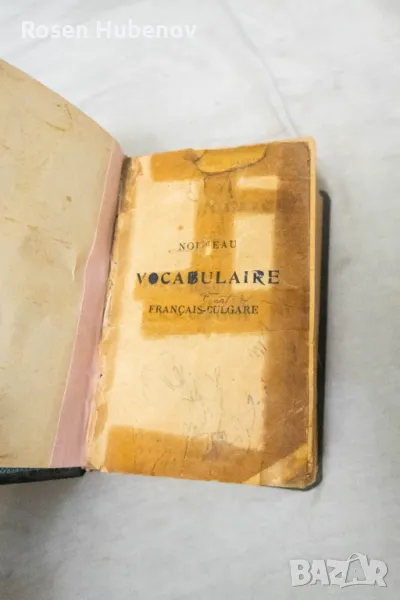 Rosen Hubenov
NOUVEAU
VOCABULAIRE
FRANÇAIS-BULGARE
BAZAR